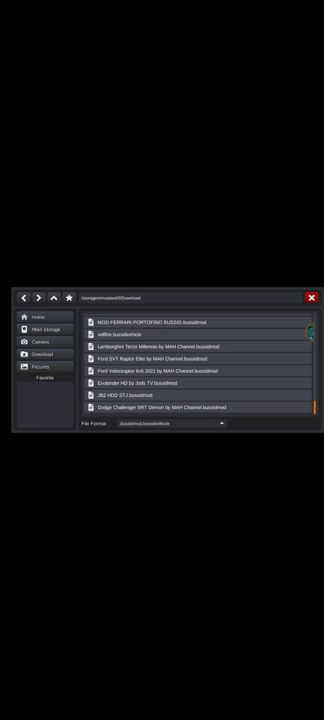 /storage/emulated/0/Download
Home
Main Storage
Camera
Download
Pictures
Favorite
MOD FERRARI PORTOFINO BUSSID.bussidmod
vellfire.bussidvehicle
Lamborghini Terzo Millennio by MAH Channel.bussidmod
Ford SVT Raptor Elite by MAH Channel.bussidmod
Ford Velociraptor 6x6 2021 by MAH Channel.bussidmod
Evolander HD by Jods TV.bussidmod
JB2 HDD STJ.bussidmod
Dodge Challenger SRT Demon by MAH Channel.bussidmod
File Format: .bussidmod.bussidvehicle